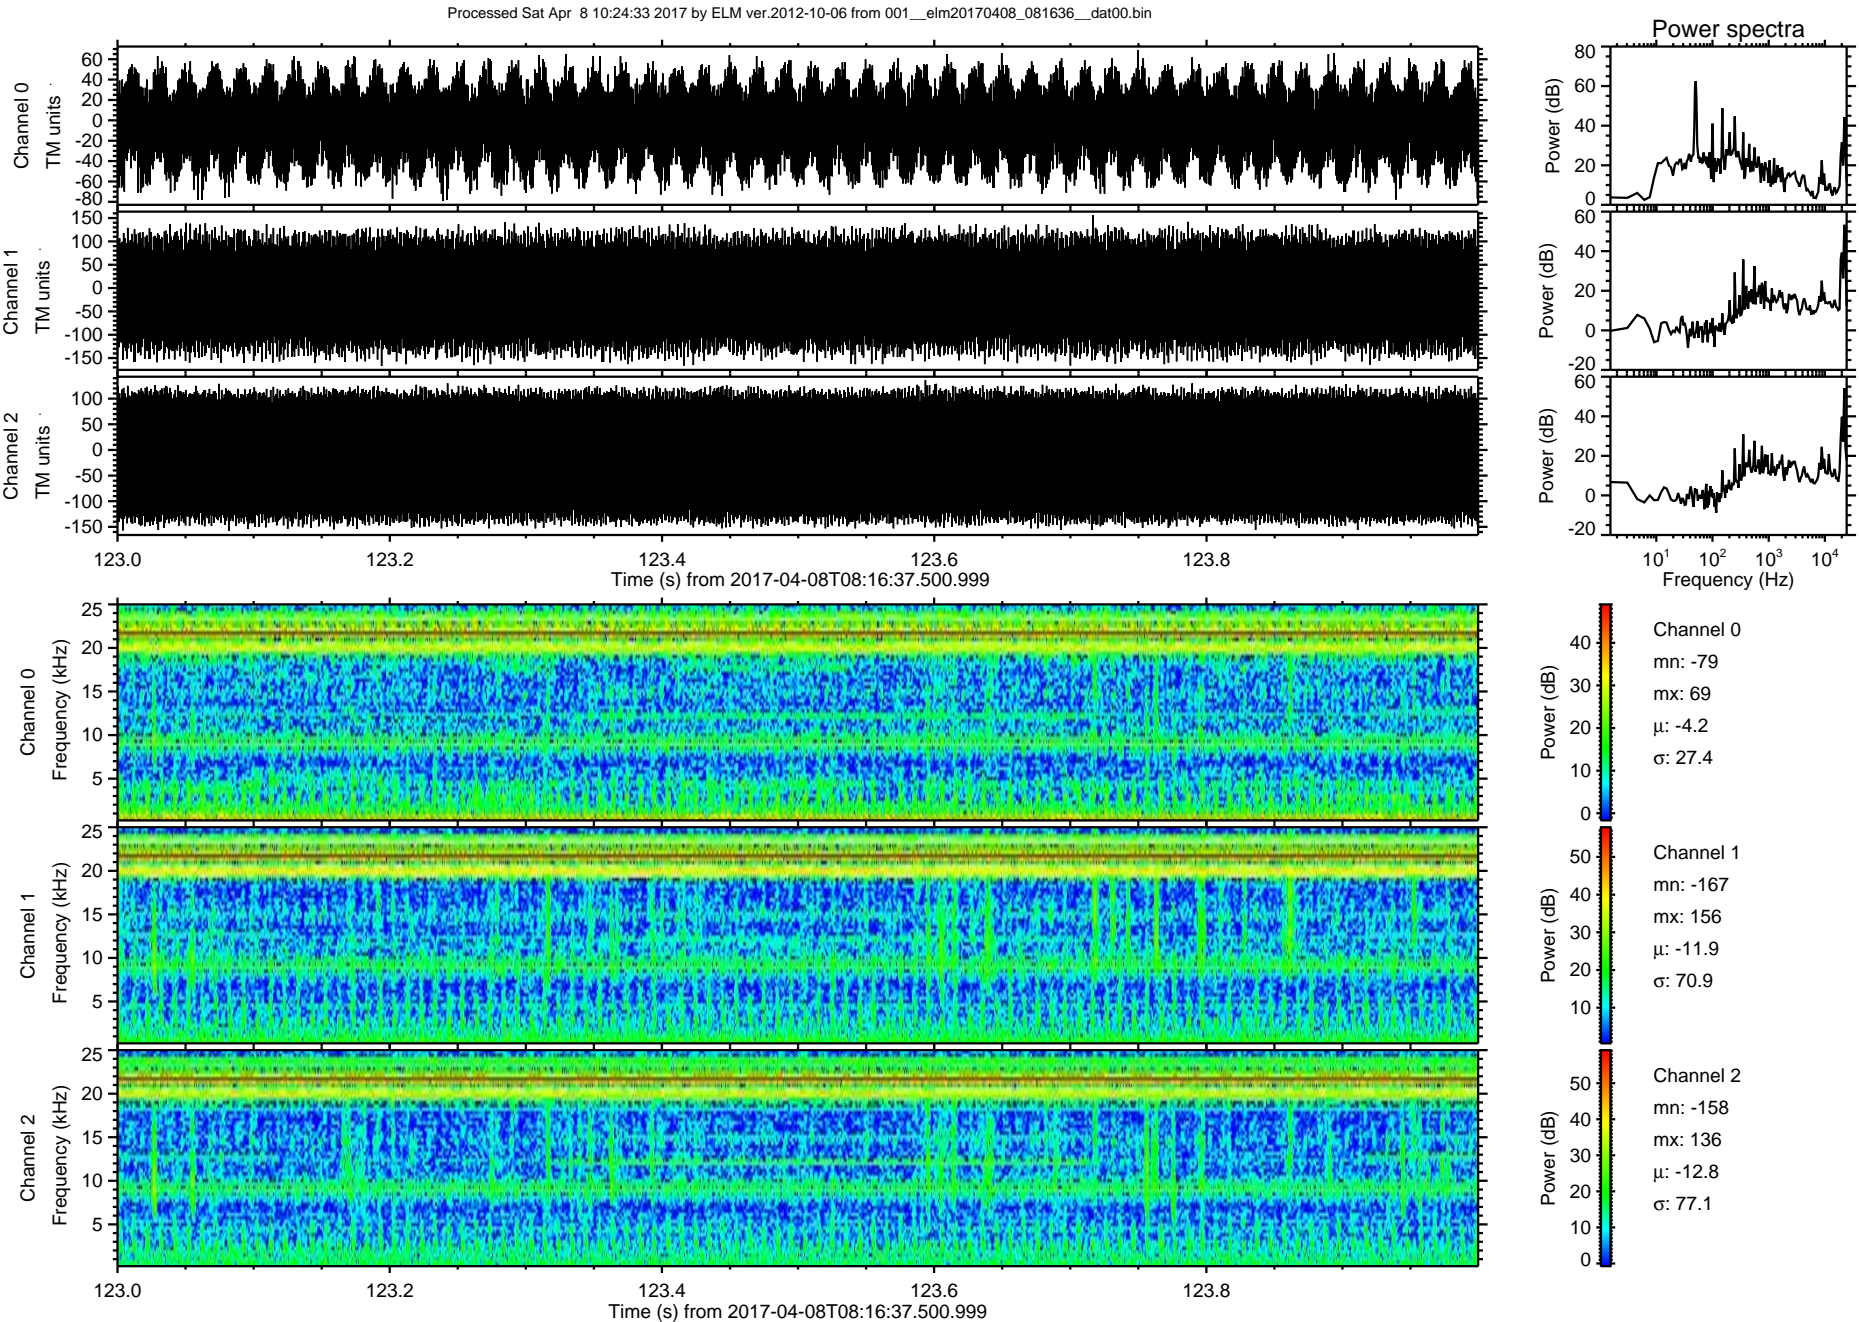 Processed Sat Apr  8 10:24:33 2017 by ELM ver.2012-10-06 from 001__elm20170408_081636__dat00.bin
Power spectra
Channel 0
TM units
60
40
20
0
-20
-40
-60
-80
Power (dB)
80
60
40
20
0
Channel 1
TM units
150
100
50
0
-50
-100
-150
Power (dB)
60
40
20
0
-20
Channel 2
TM units
100
50
0
-50
-100
-150
Power (dB)
60
40
20
0
-20
123.0 123.2 123.4 123.6 123.8
Time (s) from 2017-04-08T08:16:37.500.999
10¹ 10² 10³ 10⁴
Frequency (Hz)
Channel 0
Frequency (kHz)
25
20
15
10
5
Power (dB)
40
30
20
10
0
Channel 0
mn: -79
mx: 69
μ: -4.2
σ: 27.4
Channel 1
Frequency (kHz)
25
20
15
10
5
Power (dB)
50
40
30
20
10
Channel 1
mn: -167
mx: 156
μ: -11.9
σ: 70.9
Channel 2
Frequency (kHz)
25
20
15
10
5
Power (dB)
50
40
30
20
10
0
Channel 2
mn: -158
mx: 136
μ: -12.8
σ: 77.1
123.0 123.2 123.4 123.6 123.8
Time (s) from 2017-04-08T08:16:37.500.999